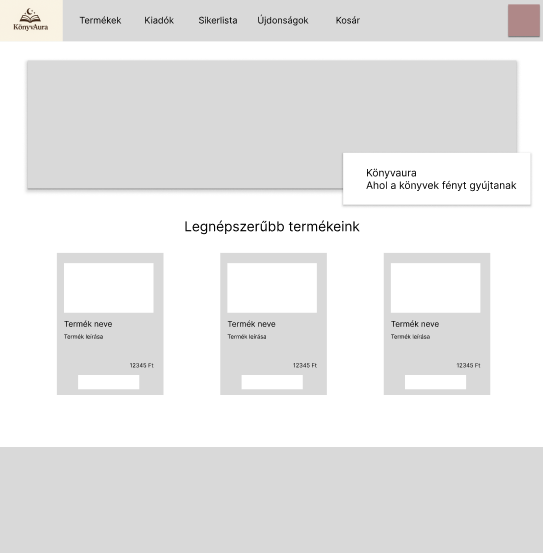 KönyvAura
Termékek Kiadók Sikerlista Újdonságok Kosár
Könyvaura
Ahol a könyvek fényt gyújtanak
Legnépszerűbb termékeink
Termék neve
Termék leírása
12345 Ft
Termék neve
Termék leírása
12345 Ft
Termék neve
Termék leírása
12345 Ft